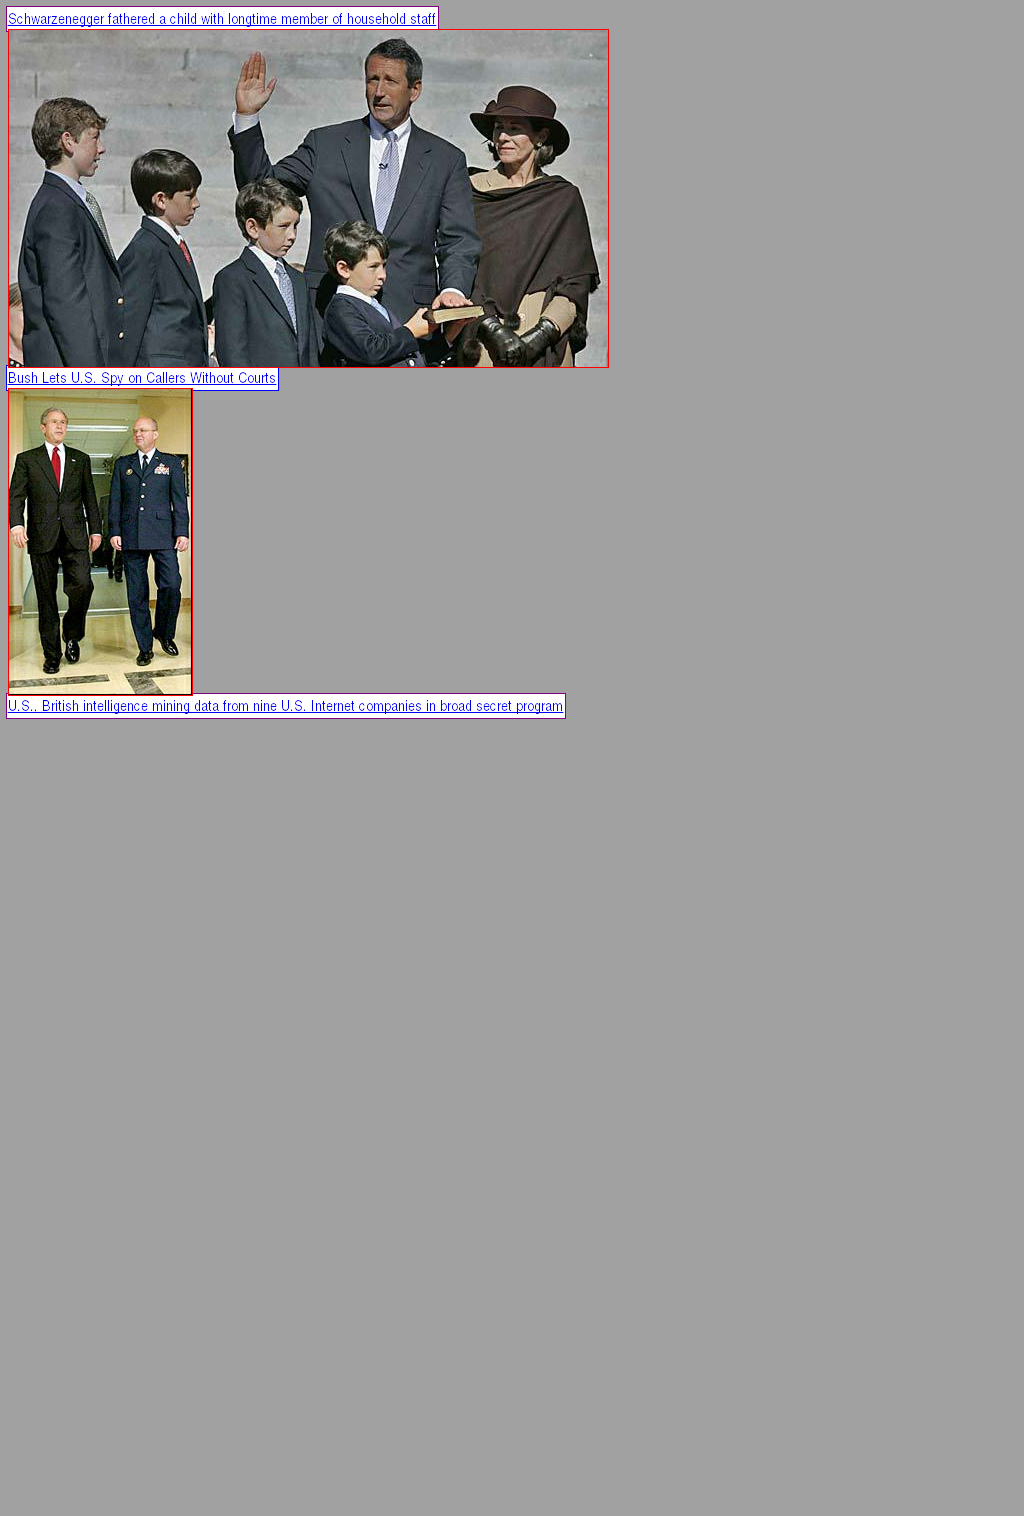 Schwarzenegger fathered a child with longtime member of household staff
Bush Lets U.S. Spy on Callers Without Courts
U.S., British intelligence mining data from nine U.S. Internet companies in broad secret program